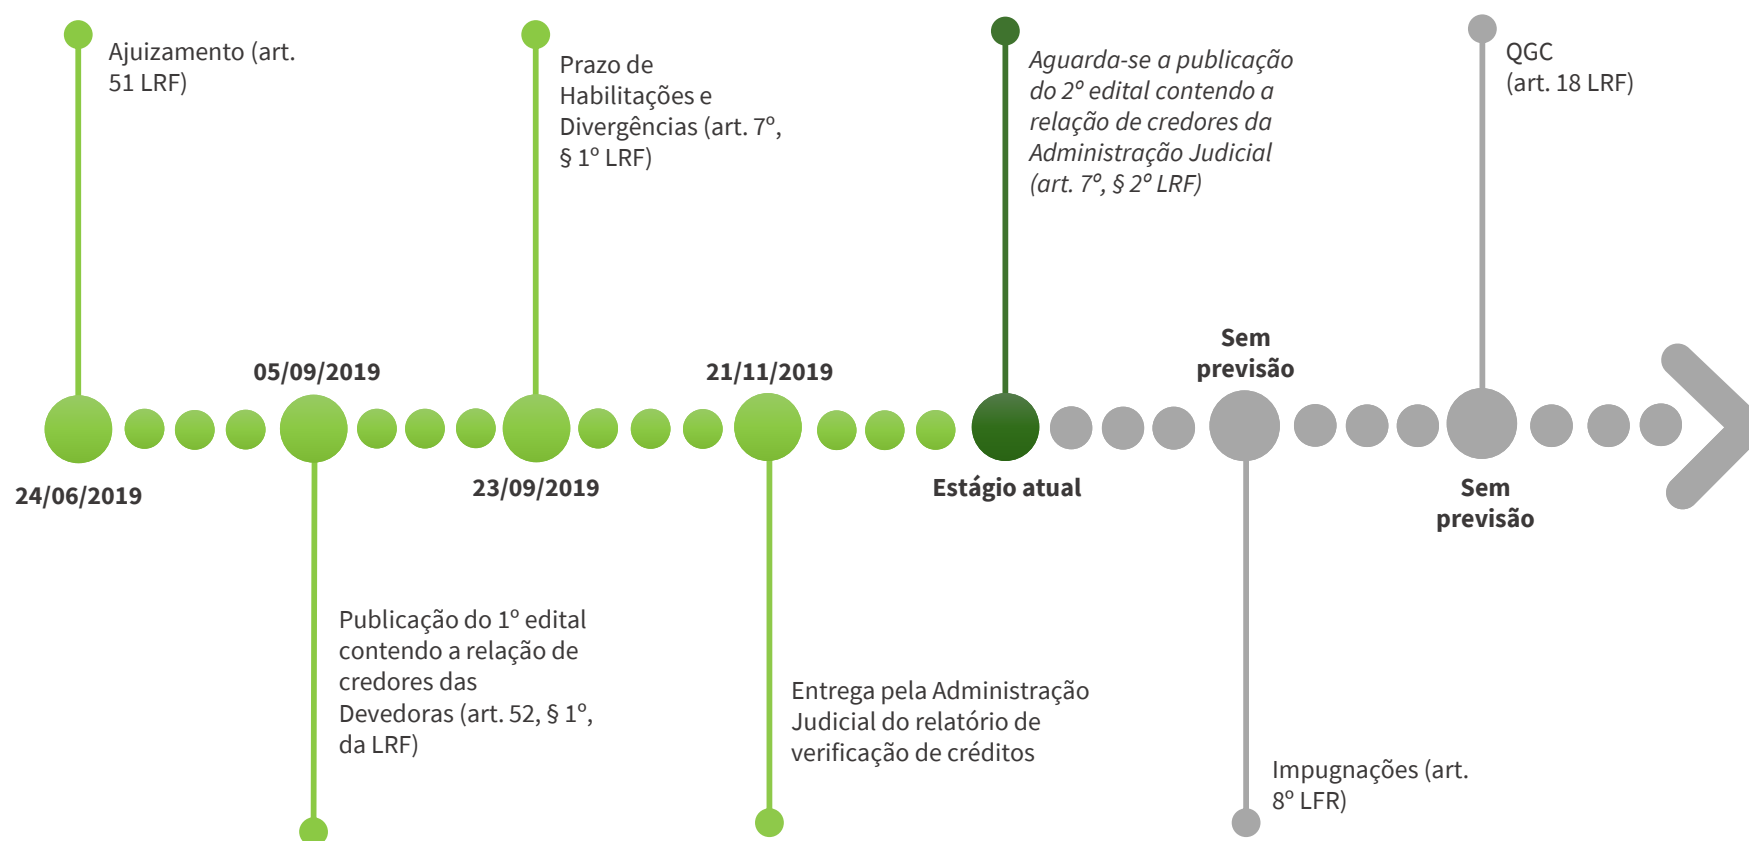 Ajuizamento (art.
51 LRF)
24/06/2019
05/09/2019
Publicação do 1º edital
contendo a relação de
credores das
Devedoras (art. 52, § 1º,
da LRF)
Prazo de
Habilitações e
Divergências (art. 7º,
§ 1º LRF)
23/09/2019
21/11/2019
Entrega pela Administração
Judicial do relatório de
verificação de créditos
Aguarda-se a publicação
do 2º edital contendo a
relação de credores da
Administração Judicial
(art. 7º, § 2º LRF)
Estágio atual
Sem
previsão
Impugnações (art.
8º LFR)
QGC
(art. 18 LRF)
Sem
previsão